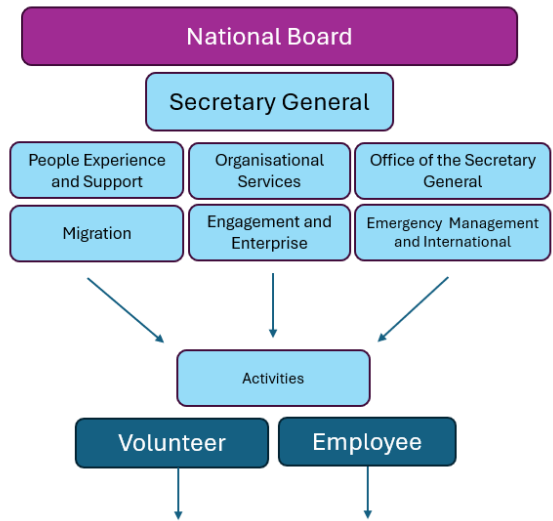 National Board
Secretary General
People Experience
and Support
Organisational
Services
Office of the Secretary
General
Migration
Engagement and
Enterprise
Emergency Management
and International
Activities
Volunteer
Employee